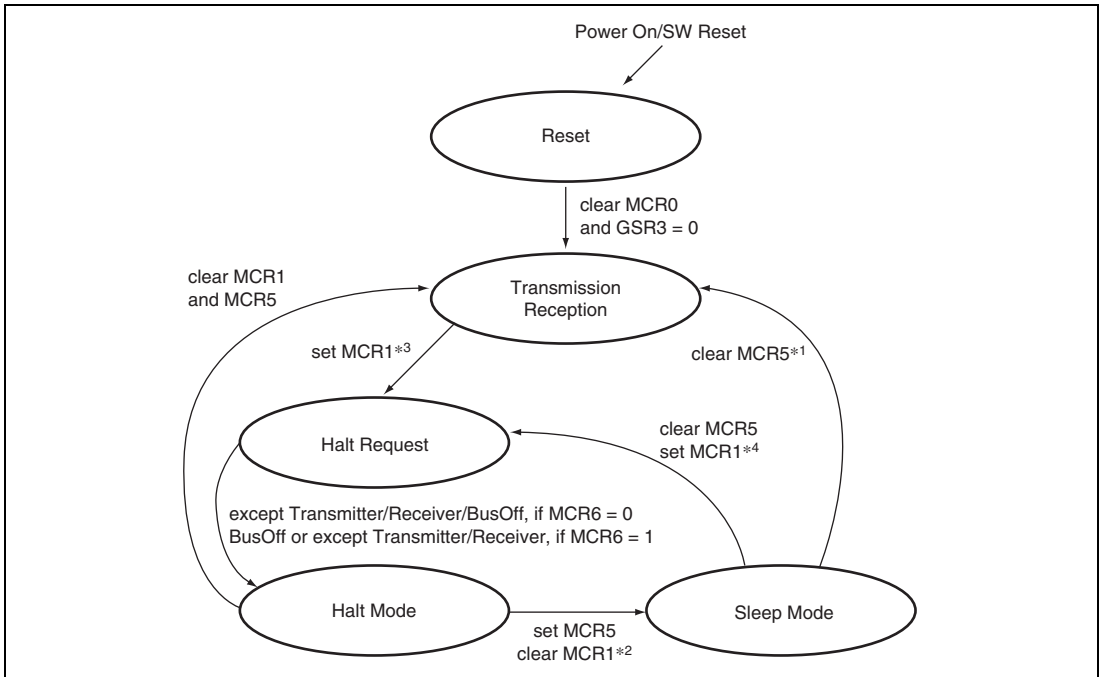 Power On/SW Reset
Reset
clear MCR0
and GSR3 = 0
clear MCR1
and MCR5
Transmission
Reception
set MCR1*3
clear MCR5*1
Halt Request
clear MCR5
set MCR1*4
except Transmitter/Receiver/BusOff, if MCR6 = 0
BusOff or except Transmitter/Receiver, if MCR6 = 1
Halt Mode
Sleep Mode
set MCR5
clear MCR1*2